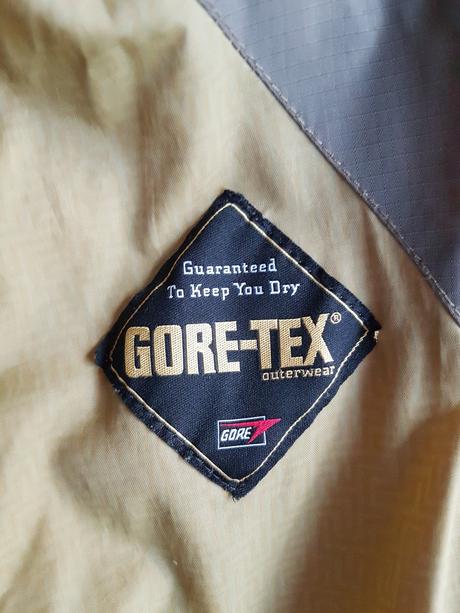 Guaranteed
To Keep You Dry
GORE-TEX®
outerwear
GORE